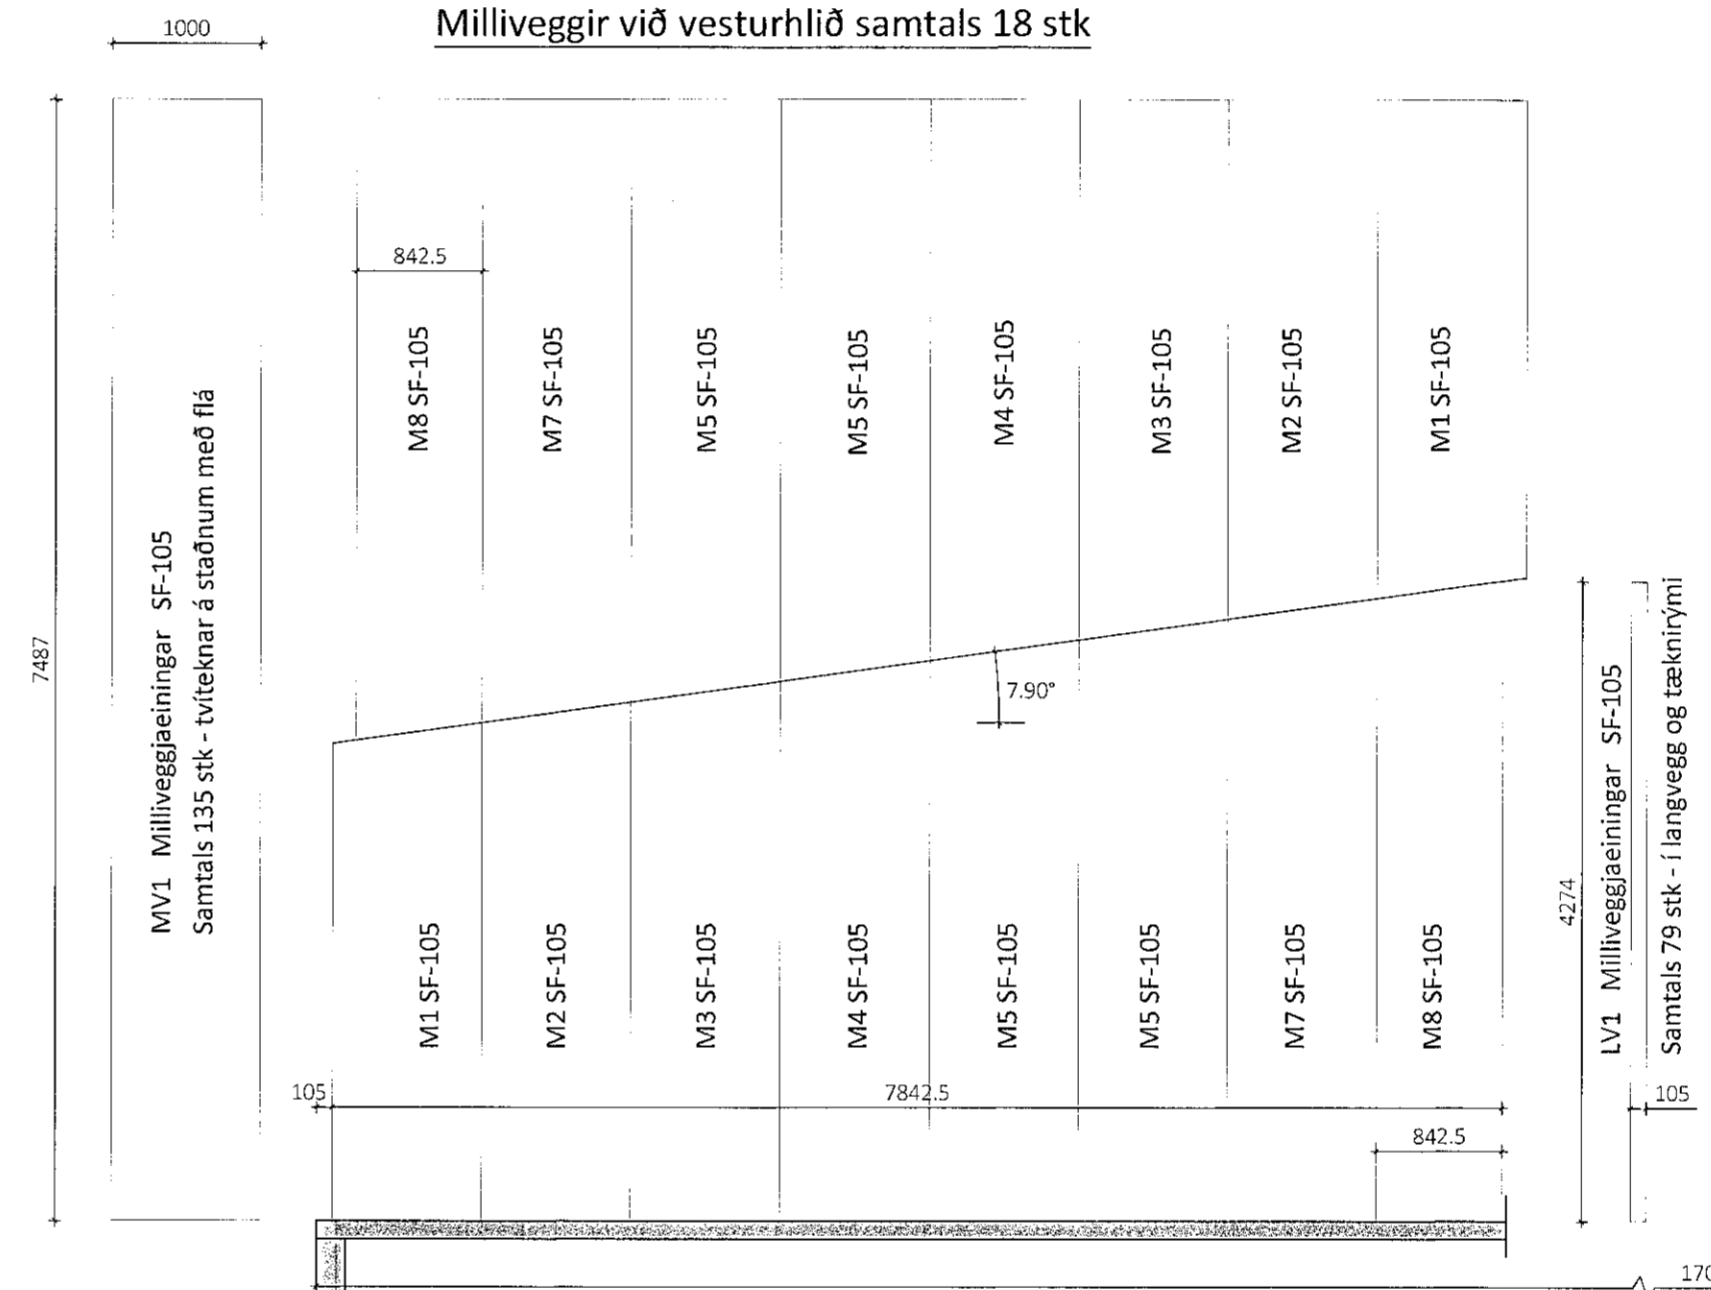 Milliveggir við vesturhlið samtals 18 stk
1000
7487
MV1 Milliveggjaeiningar SF-105
Samtals 135 stk - tvíteknar á staðnum með flá
842.5
M8 SF-105
M7 SF-105
M5 SF-105
M5 SF-105
M4 SF-105
M3 SF-105
M2 SF-105
M1 SF-105
7.90°
M1 SF-105
M2 SF-105
M3 SF-105
M4 SF-105
M5 SF-105
M5 SF-105
M7 SF-105
M8 SF-105
105
7842.5
842.5
4274
LV1 Milliveggjaeiningar SF-105
Samtals 79 stk - í langvegg og tæknirými
105